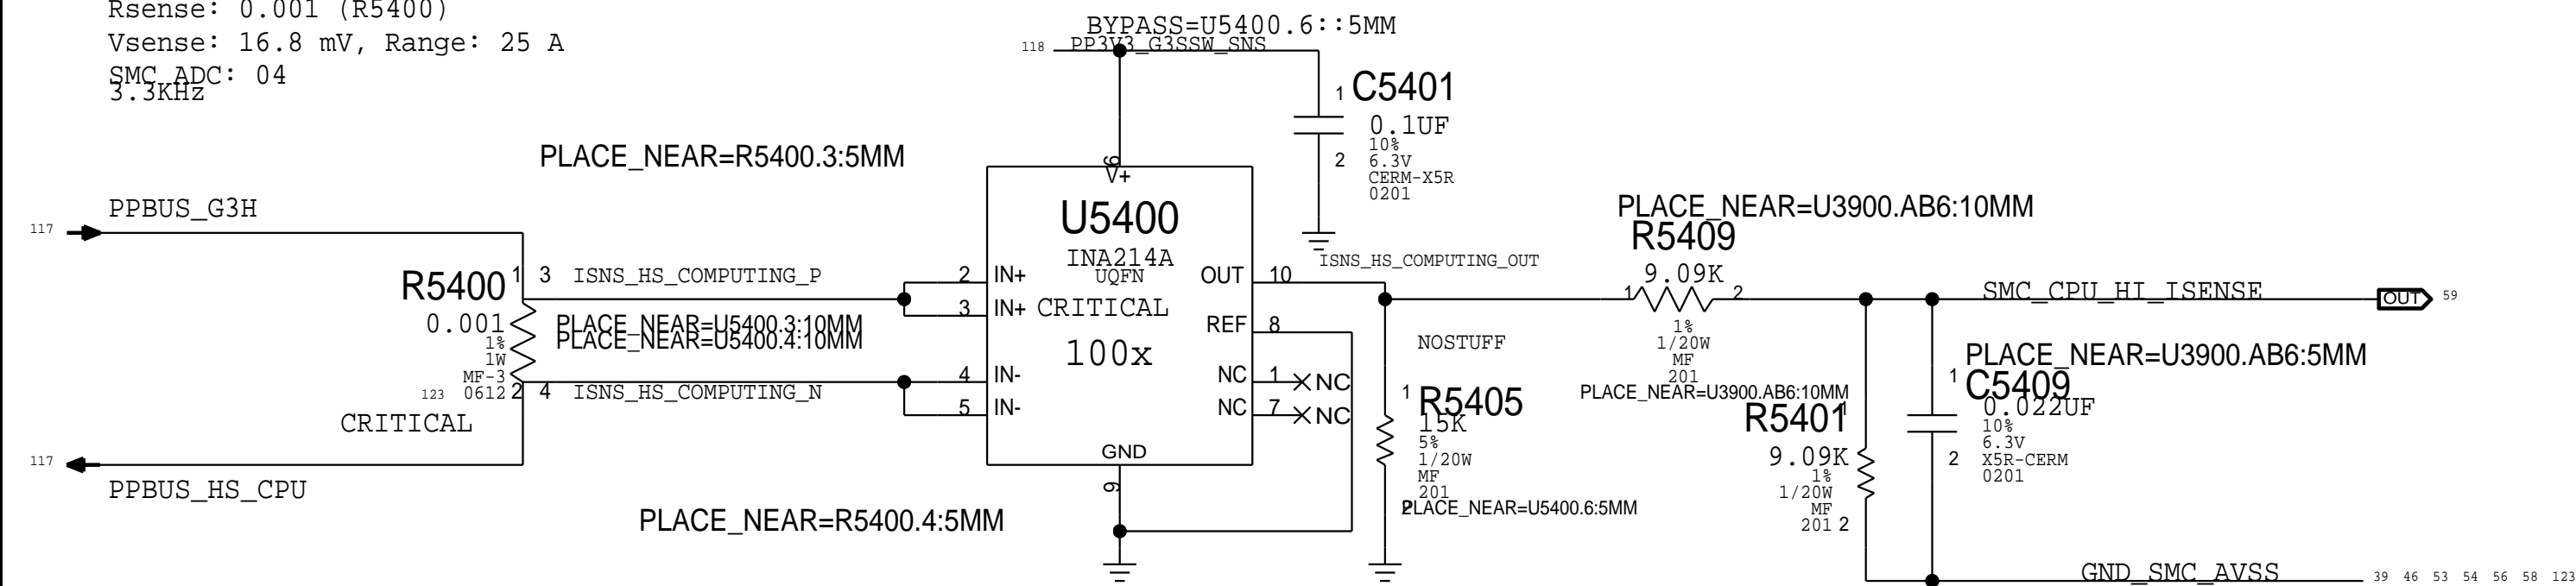 Rsense: 0.001 (R5400)
Vsense: 16.8 mV, Range: 25 A
SMC ADC: 04
3.3KHz
BYPASS=U5400.6::5MM
118 PP3V3_G3SSW_SNS
1 C5401
0.1UF
10%
2 6.3V
CERM-X5R
0201
PLACE_NEAR=R5400.3:5MM
6
V+
PPBUS_G3H
117
U5400
INA214A
UQFN
CRITICAL
100x
PLACE_NEAR=U3900.AB6:10MM
R5409
9.09K
1 2
1%
1/20W
MF
201
R5400
0.001
1%
1W
MF-3
0612
123
CRITICAL
1 3 ISNS_HS_COMPUTING_P
PLACE_NEAR=U5400.3:10MM
PLACE_NEAR=U5400.4:10MM
2 4 ISNS_HS_COMPUTING_N
2 IN+
3 IN+
4 IN-
5 IN-
OUT 10
REF 8
NC 1 NC
NC 7 NC
GND
9
ISNS_HS_COMPUTING_OUT
NOSTUFF
1 R5405
15K
5%
1/20W
MF
201
2
PLACE_NEAR=U5400.6:5MM
SMC_CPU_HI_ISENSE OUT 59
PLACE_NEAR=U3900.AB6:5MM
PLACE_NEAR=U3900.AB6:10MM
1 C5409
0.022UF
10%
6.3V
2 X5R-CERM
0201
R5401 1
9.09K
1%
1/20W
MF
201 2
117
PPBUS_HS_CPU
PLACE_NEAR=R5400.4:5MM
GND_SMC_AVSS 39 46 53 54 56 58 123